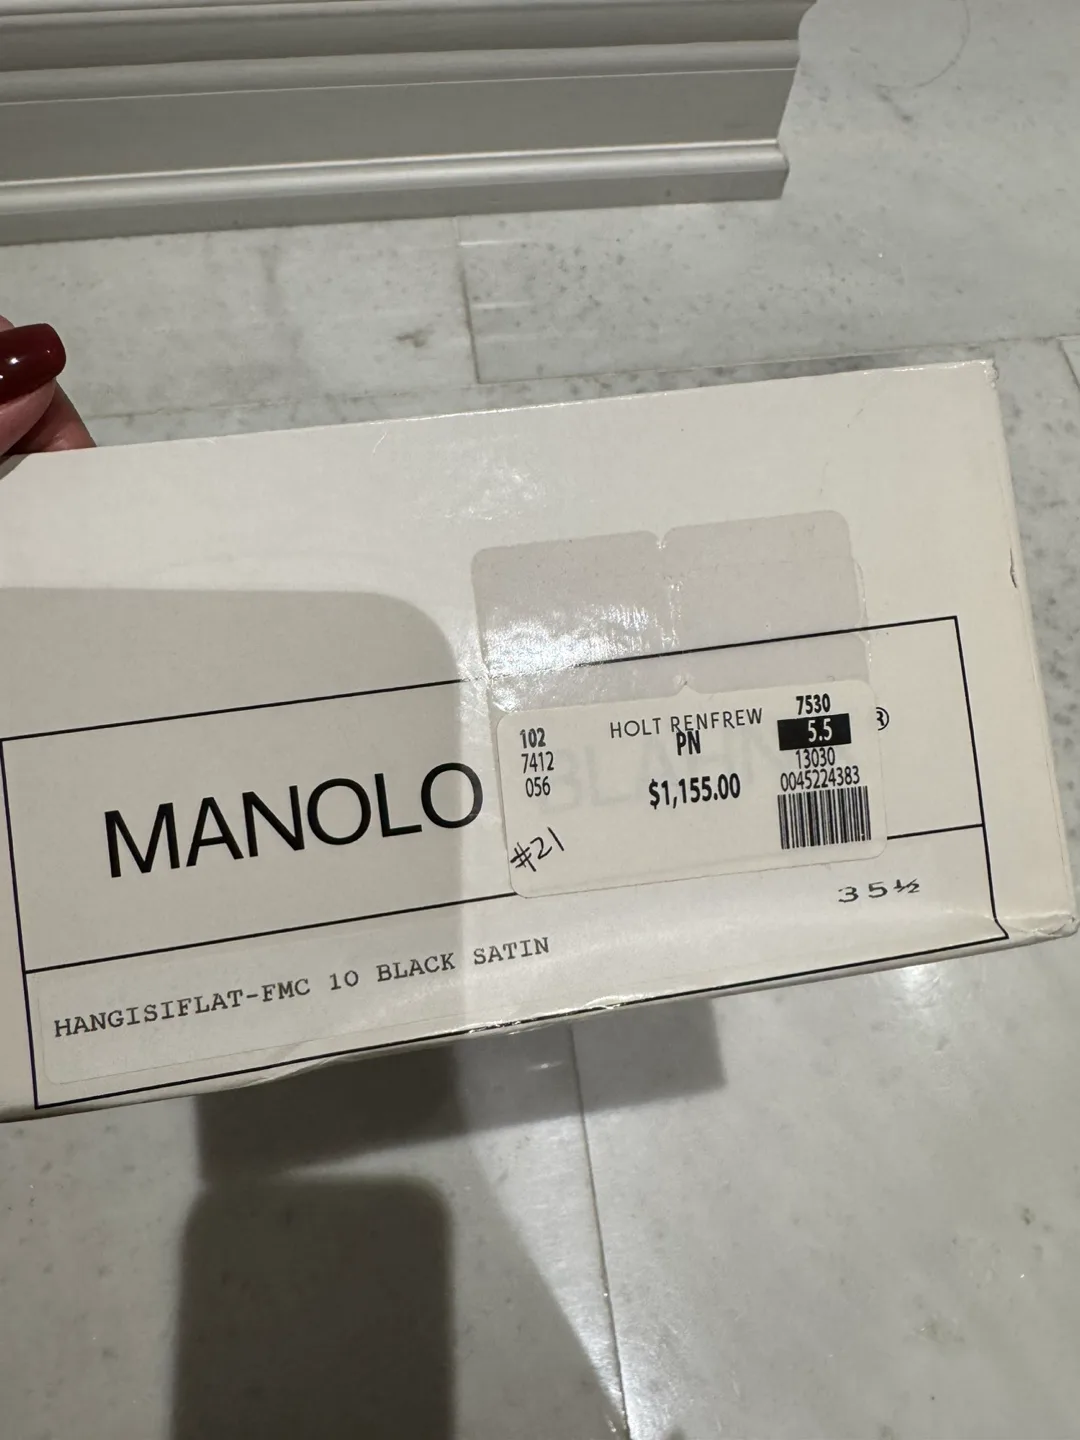 MANOLO BLAHNIK®
HOLT RENFREW
PN
$1,155.00
102
7412
056
#21
7530
5.5
13030
0045224383
35½
HANGISIFLAT-FMC 10 BLACK SATIN